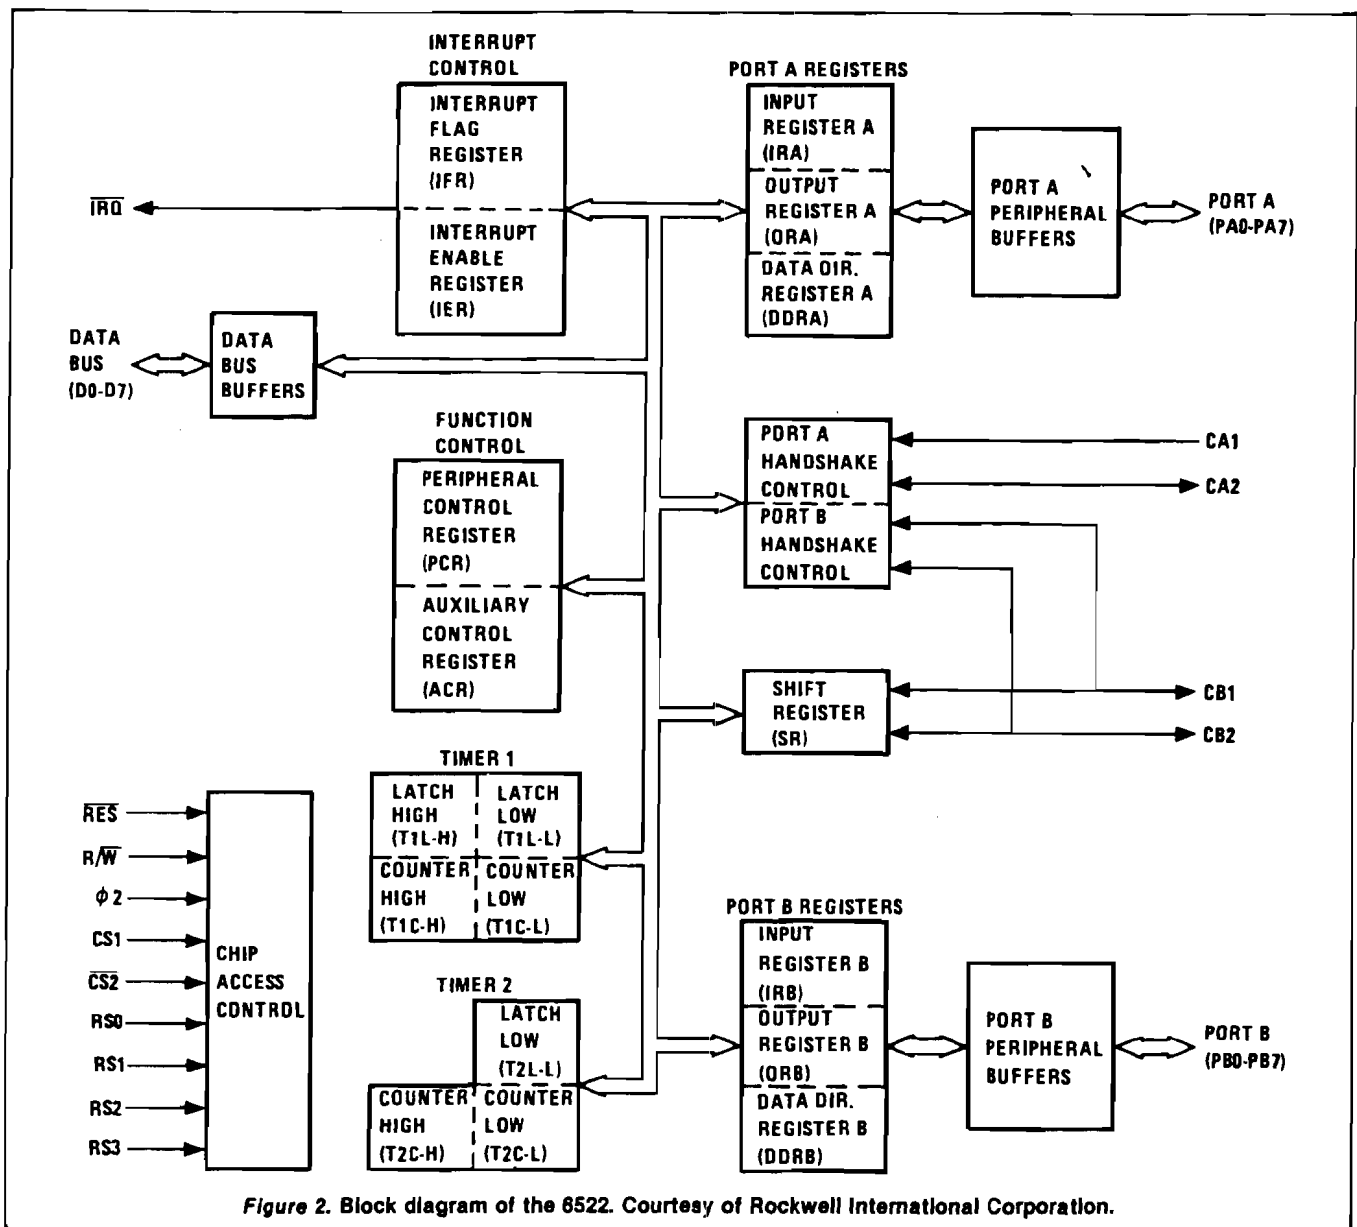 INTERRUPT
CONTROL
INTERRUPT
FLAG
REGISTER
(IFR)
INTERRUPT
ENABLE
REGISTER
(IER)
IRQ
DATA
BUS
(D0-D7)
DATA
BUS
BUFFERS
PORT A REGISTERS
INPUT
REGISTER A
(IRA)
OUTPUT
REGISTER A
(ORA)
DATA DIR.
REGISTER A
(DDRA)
PORT A
PERIPHERAL
BUFFERS
PORT A
(PA0-PA7)
FUNCTION
CONTROL
PERIPHERAL
CONTROL
REGISTER
(PCR)
AUXILIARY
CONTROL
REGISTER
(ACR)
PORT A
HANDSHAKE
CONTROL
PORT B
HANDSHAKE
CONTROL
CA1
CA2
SHIFT
REGISTER
(SR)
CB1
CB2
TIMER 1
LATCH
HIGH
(T1L-H)
LATCH
LOW
(T1L-L)
COUNTER
HIGH
(T1C-H)
COUNTER
LOW
(T1C-L)
TIMER 2
LATCH
LOW
(T2L-L)
COUNTER
HIGH
(T2C-H)
COUNTER
LOW
(T2C-L)
RES
R/W
ϕ2
CS1
CS2
RS0
RS1
RS2
RS3
CHIP
ACCESS
CONTROL
PORT B REGISTERS
INPUT
REGISTER B
(IRB)
OUTPUT
REGISTER B
(ORB)
DATA DIR.
REGISTER B
(DDRB)
PORT B
PERIPHERAL
BUFFERS
PORT B
(PB0-PB7)
Figure 2. Block diagram of the 6522. Courtesy of Rockwell International Corporation.